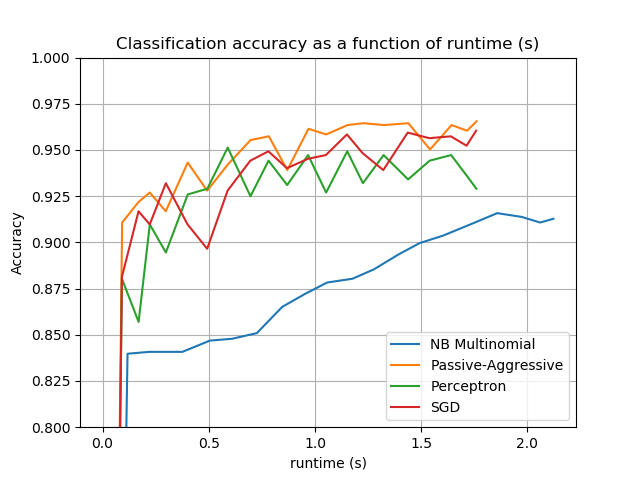 Classification accuracy as a function of runtime (s)
1.000
0.975
0.950
0.925
0.900
0.875
0.850
0.825
0.800
Accuracy
0.0 0.5 1.0 1.5 2.0
runtime (s)
NB Multinomial
Passive-Aggressive
Perceptron
SGD